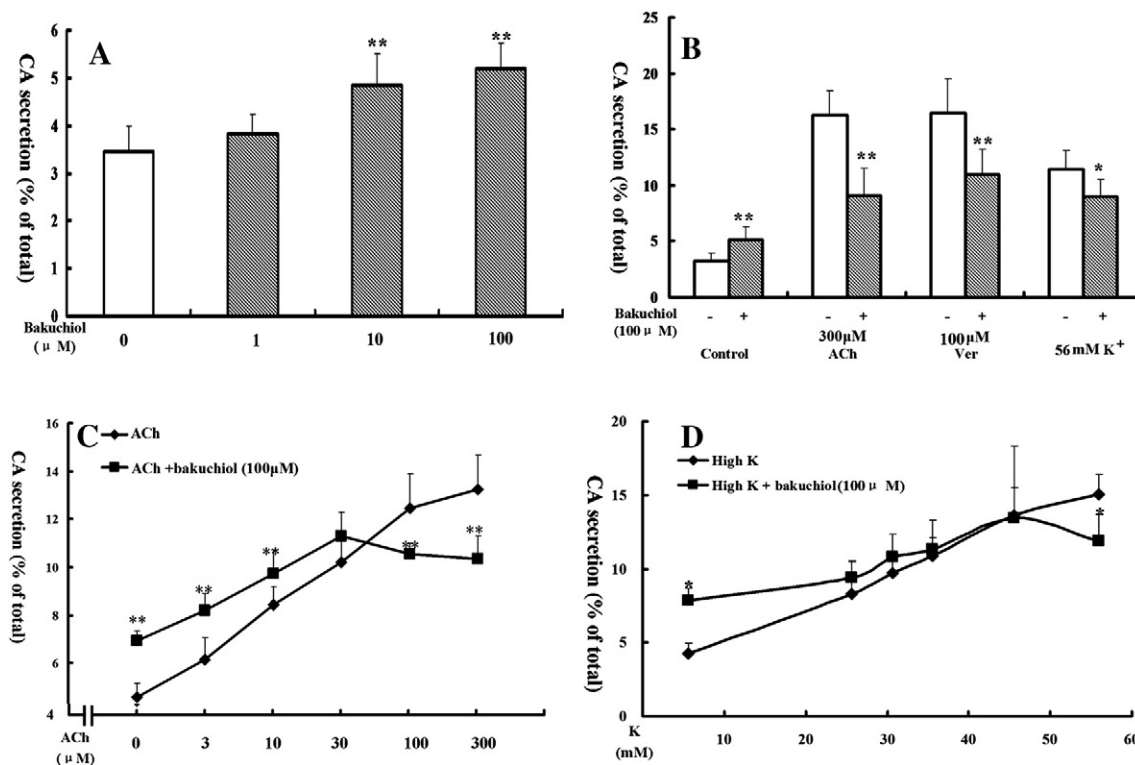 A
CA secretion (% of total)
7
6
5
4
3
2
1
0
** **
Bakuchiol
( μ M)
0 1 10 100
B
CA secretion (% of total)
25
20
15
10
5
0
** ** ** *
Bakuchiol
(100 μ M)
- + - + - + - +
Control
300μM
ACh
100μM
Ver
56 mM K+
C
CA secretion (% of total)
ACh
ACh +bakuchiol (100μM)
16
14
12
10
8
6
4
** ** ** ** **
ACh
( μ M)
0 3 10 30 100 300
D
CA secretion (% of total)
High K
High K + bakuchiol(100 μ M)
20
15
10
5
0
* *
K
(mM)
10 20 30 40 50 60